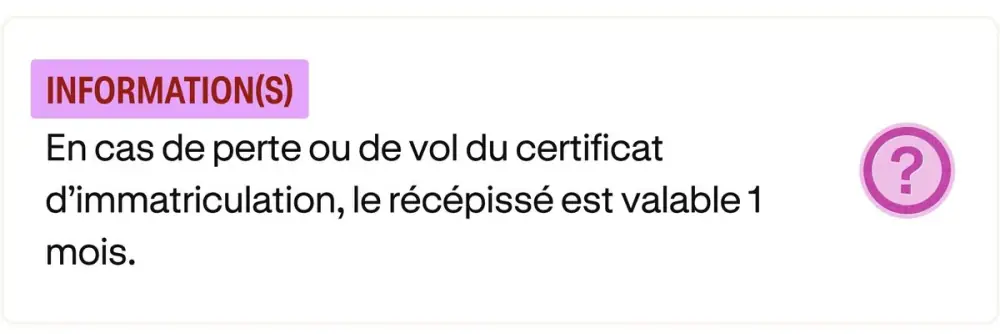 INFORMATION(S)
En cas de perte ou de vol du certificat
d’immatriculation, le récépissé est valable 1
mois.
?